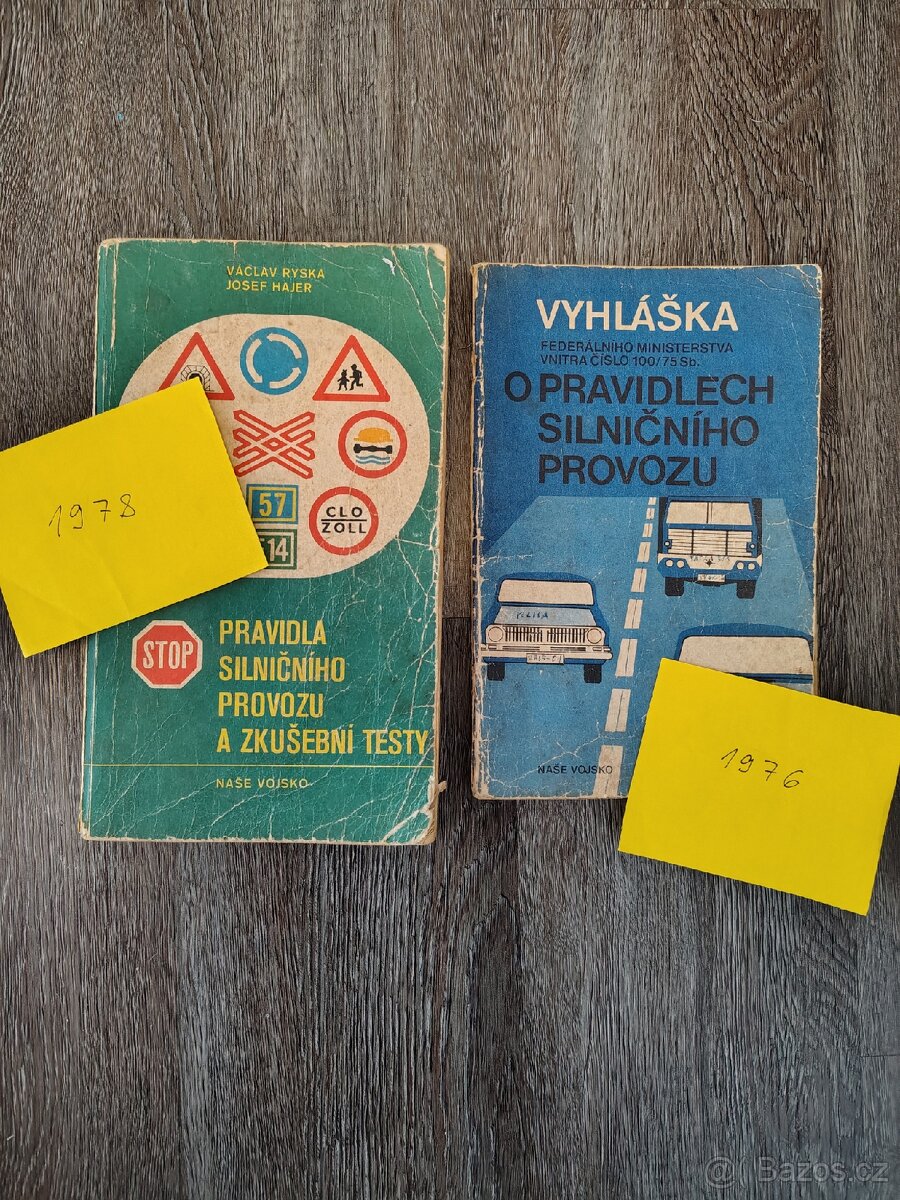 VÁCLAV RYSKA
JOSEF HAJER
57
14
CLO
ZOLL
STOP
PRAVIDLA
SILNIČNÍHO
PROVOZU
A ZKUŠEBNÍ TESTY
NAŠE VOJSKO
1978
VYHLÁŠKA
FEDERÁLNÍHO MINISTERSTVA
VNITRA ČÍSLO 100/75 Sb.
O PRAVIDLECH
SILNIČNÍHO
PROVOZU
NAŠE VOJSKO
1976
© Bazos.cz